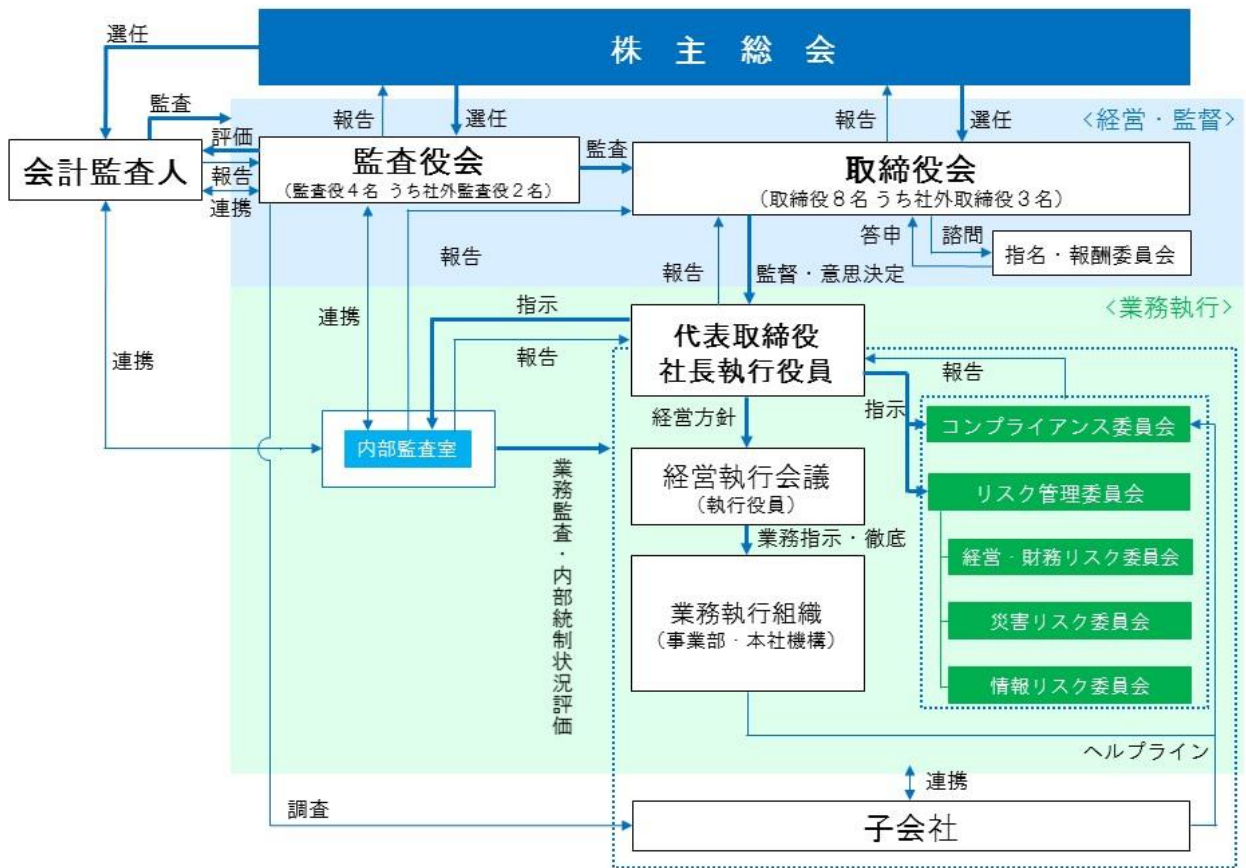 株主総会
選任
監査
報告
選任
報告
選任
<経営・監督>
評価
会計監査人
報告
連携
監査役会
(監査役4名 うち社外監査役2名)
監査
取締役会
(取締役8名 うち社外取締役3名)
答申
諮問
指名・報酬委員会
報告
報告
監督・意思決定
<業務執行>
連携
連携
指示
報告
代表取締役
社長執行役員
報告
指示
経営方針
内部監査室
業務監査・内部統制状況評価
経営執行会議
(執行役員)
業務指示・徹底
業務執行組織
(事業部・本社機構)
コンプライアンス委員会
リスク管理委員会
経営・財務リスク委員会
災害リスク委員会
情報リスク委員会
ヘルプライン
連携
調査
子会社